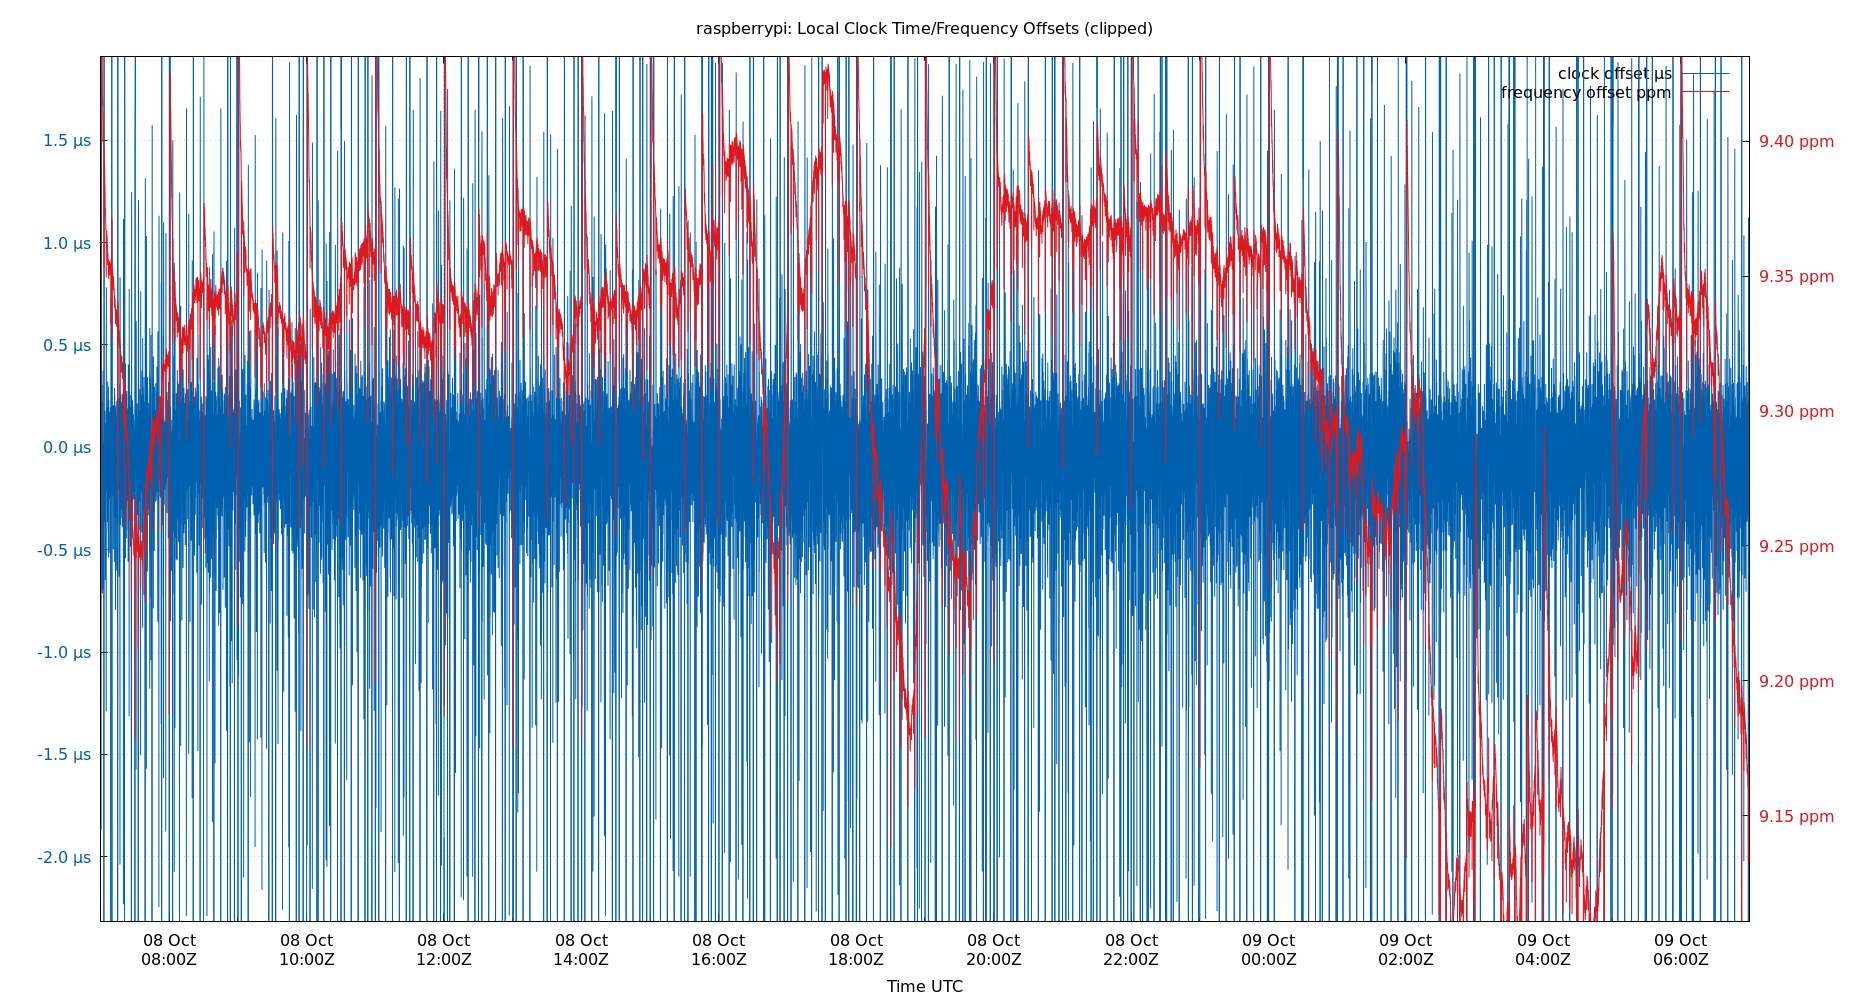 raspberrypi: Local Clock Time/Frequency Offsets (clipped)
clock offset µs
frequency offset ppm
1.5 µs
1.0 µs
0.5 µs
0.0 µs
-0.5 µs
-1.0 µs
-1.5 µs
-2.0 µs
9.40 ppm
9.35 ppm
9.30 ppm
9.25 ppm
9.20 ppm
9.15 ppm
08 Oct 08 Oct 08 Oct 08 Oct 08 Oct 08 Oct 08 Oct 08 Oct 09 Oct 09 Oct 09 Oct 09 Oct
08:00Z 10:00Z 12:00Z 14:00Z 16:00Z 18:00Z 20:00Z 22:00Z 00:00Z 02:00Z 04:00Z 06:00Z
Time UTC